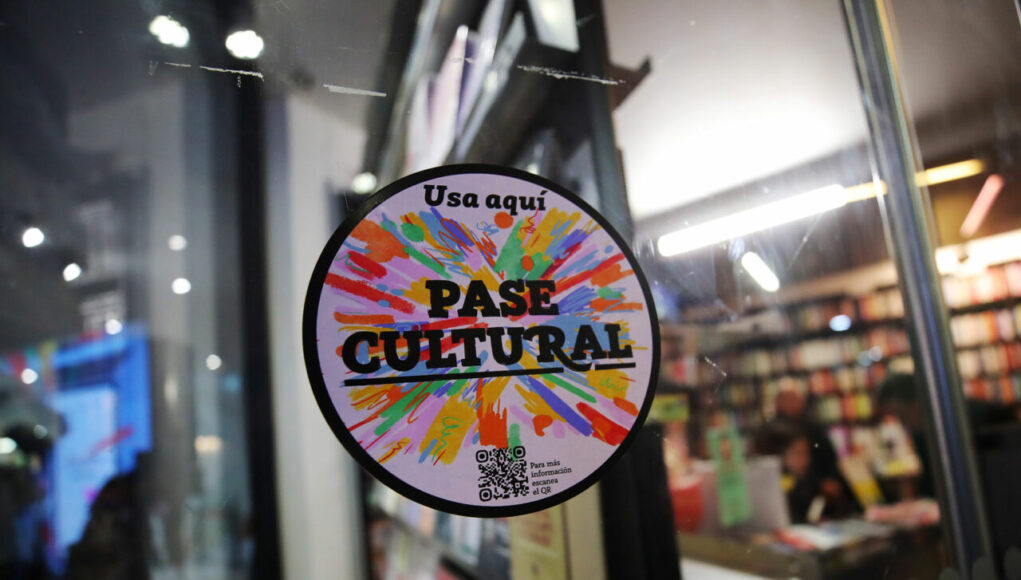 Usa aquí
PASE
CULTURAL
Para más
información
escanea
el QR